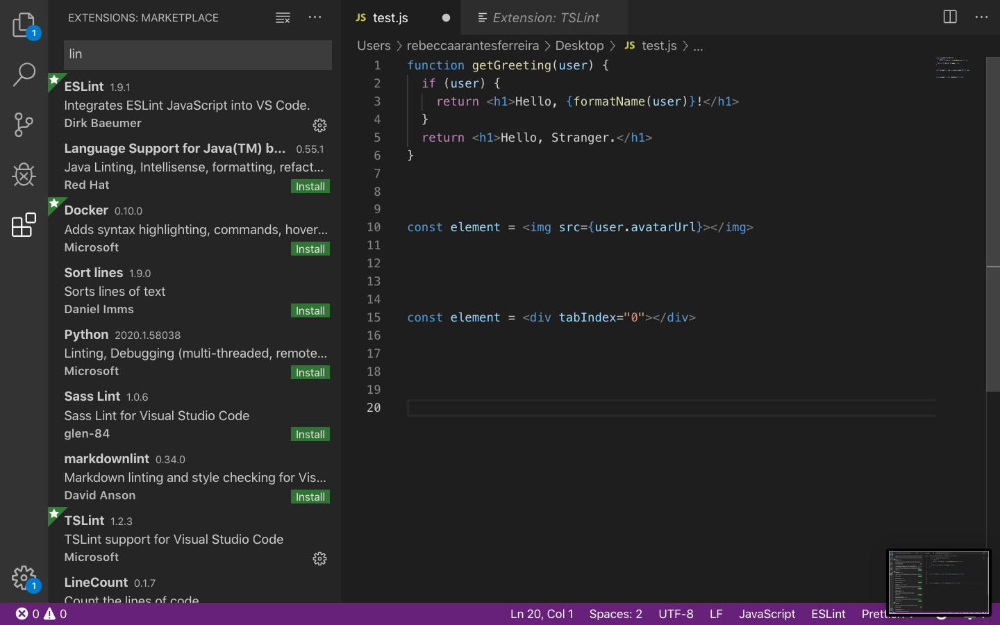 1
EXTENSIONS: MARKETPLACE
lin
ESLint 1.9.1
Integrates ESLint JavaScript into VS Code.
Dirk Baeumer
Language Support for Java(TM) b... 0.55.1
Java Linting, Intellisense, formatting, refact...
Red Hat
Install
Docker 0.10.0
Adds syntax highlighting, commands, hover...
Microsoft
Install
Sort lines 1.9.0
Sorts lines of text
Daniel Imms
Install
Python 2020.1.58038
Linting, Debugging (multi-threaded, remote...
Microsoft
Install
Sass Lint 1.0.6
Sass Lint for Visual Studio Code
glen-84
Install
markdownlint 0.34.0
Markdown linting and style checking for Vis...
David Anson
Install
TSLint 1.2.3
TSLint support for Visual Studio Code
Microsoft
LineCount 0.1.7
Count the lines of code
1
JS test.js
Extension: TSLint
Users > rebeccaarantesferreira > Desktop > JS test.js > ...
1 function getGreeting(user) {
2 if (user) {
3 return <h1>Hello, {formatName(user)}!</h1>
4 }
5 return <h1>Hello, Stranger.</h1>
6 }
7
8
9
10 const element = <img src={user.avatarUrl}></img>
11
12
13
14
15 const element = <div tabIndex="0"></div>
16
17
18
19
20
0 0
Ln 20, Col 1 Spaces: 2 UTF-8 LF JavaScript ESLint